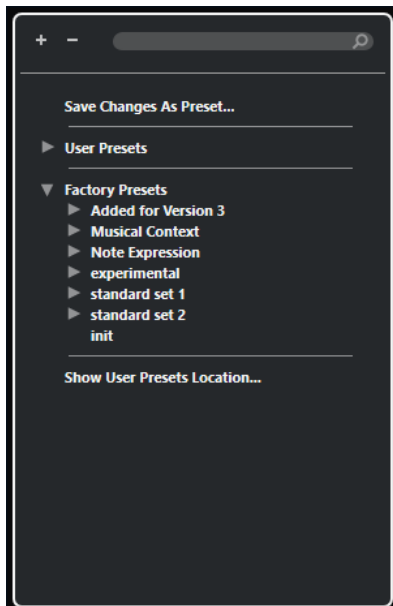 Save Changes As Preset...
User Presets
Factory Presets
Added for Version 3
Musical Context
Note Expression
experimental
standard set 1
standard set 2
init
Show User Presets Location...